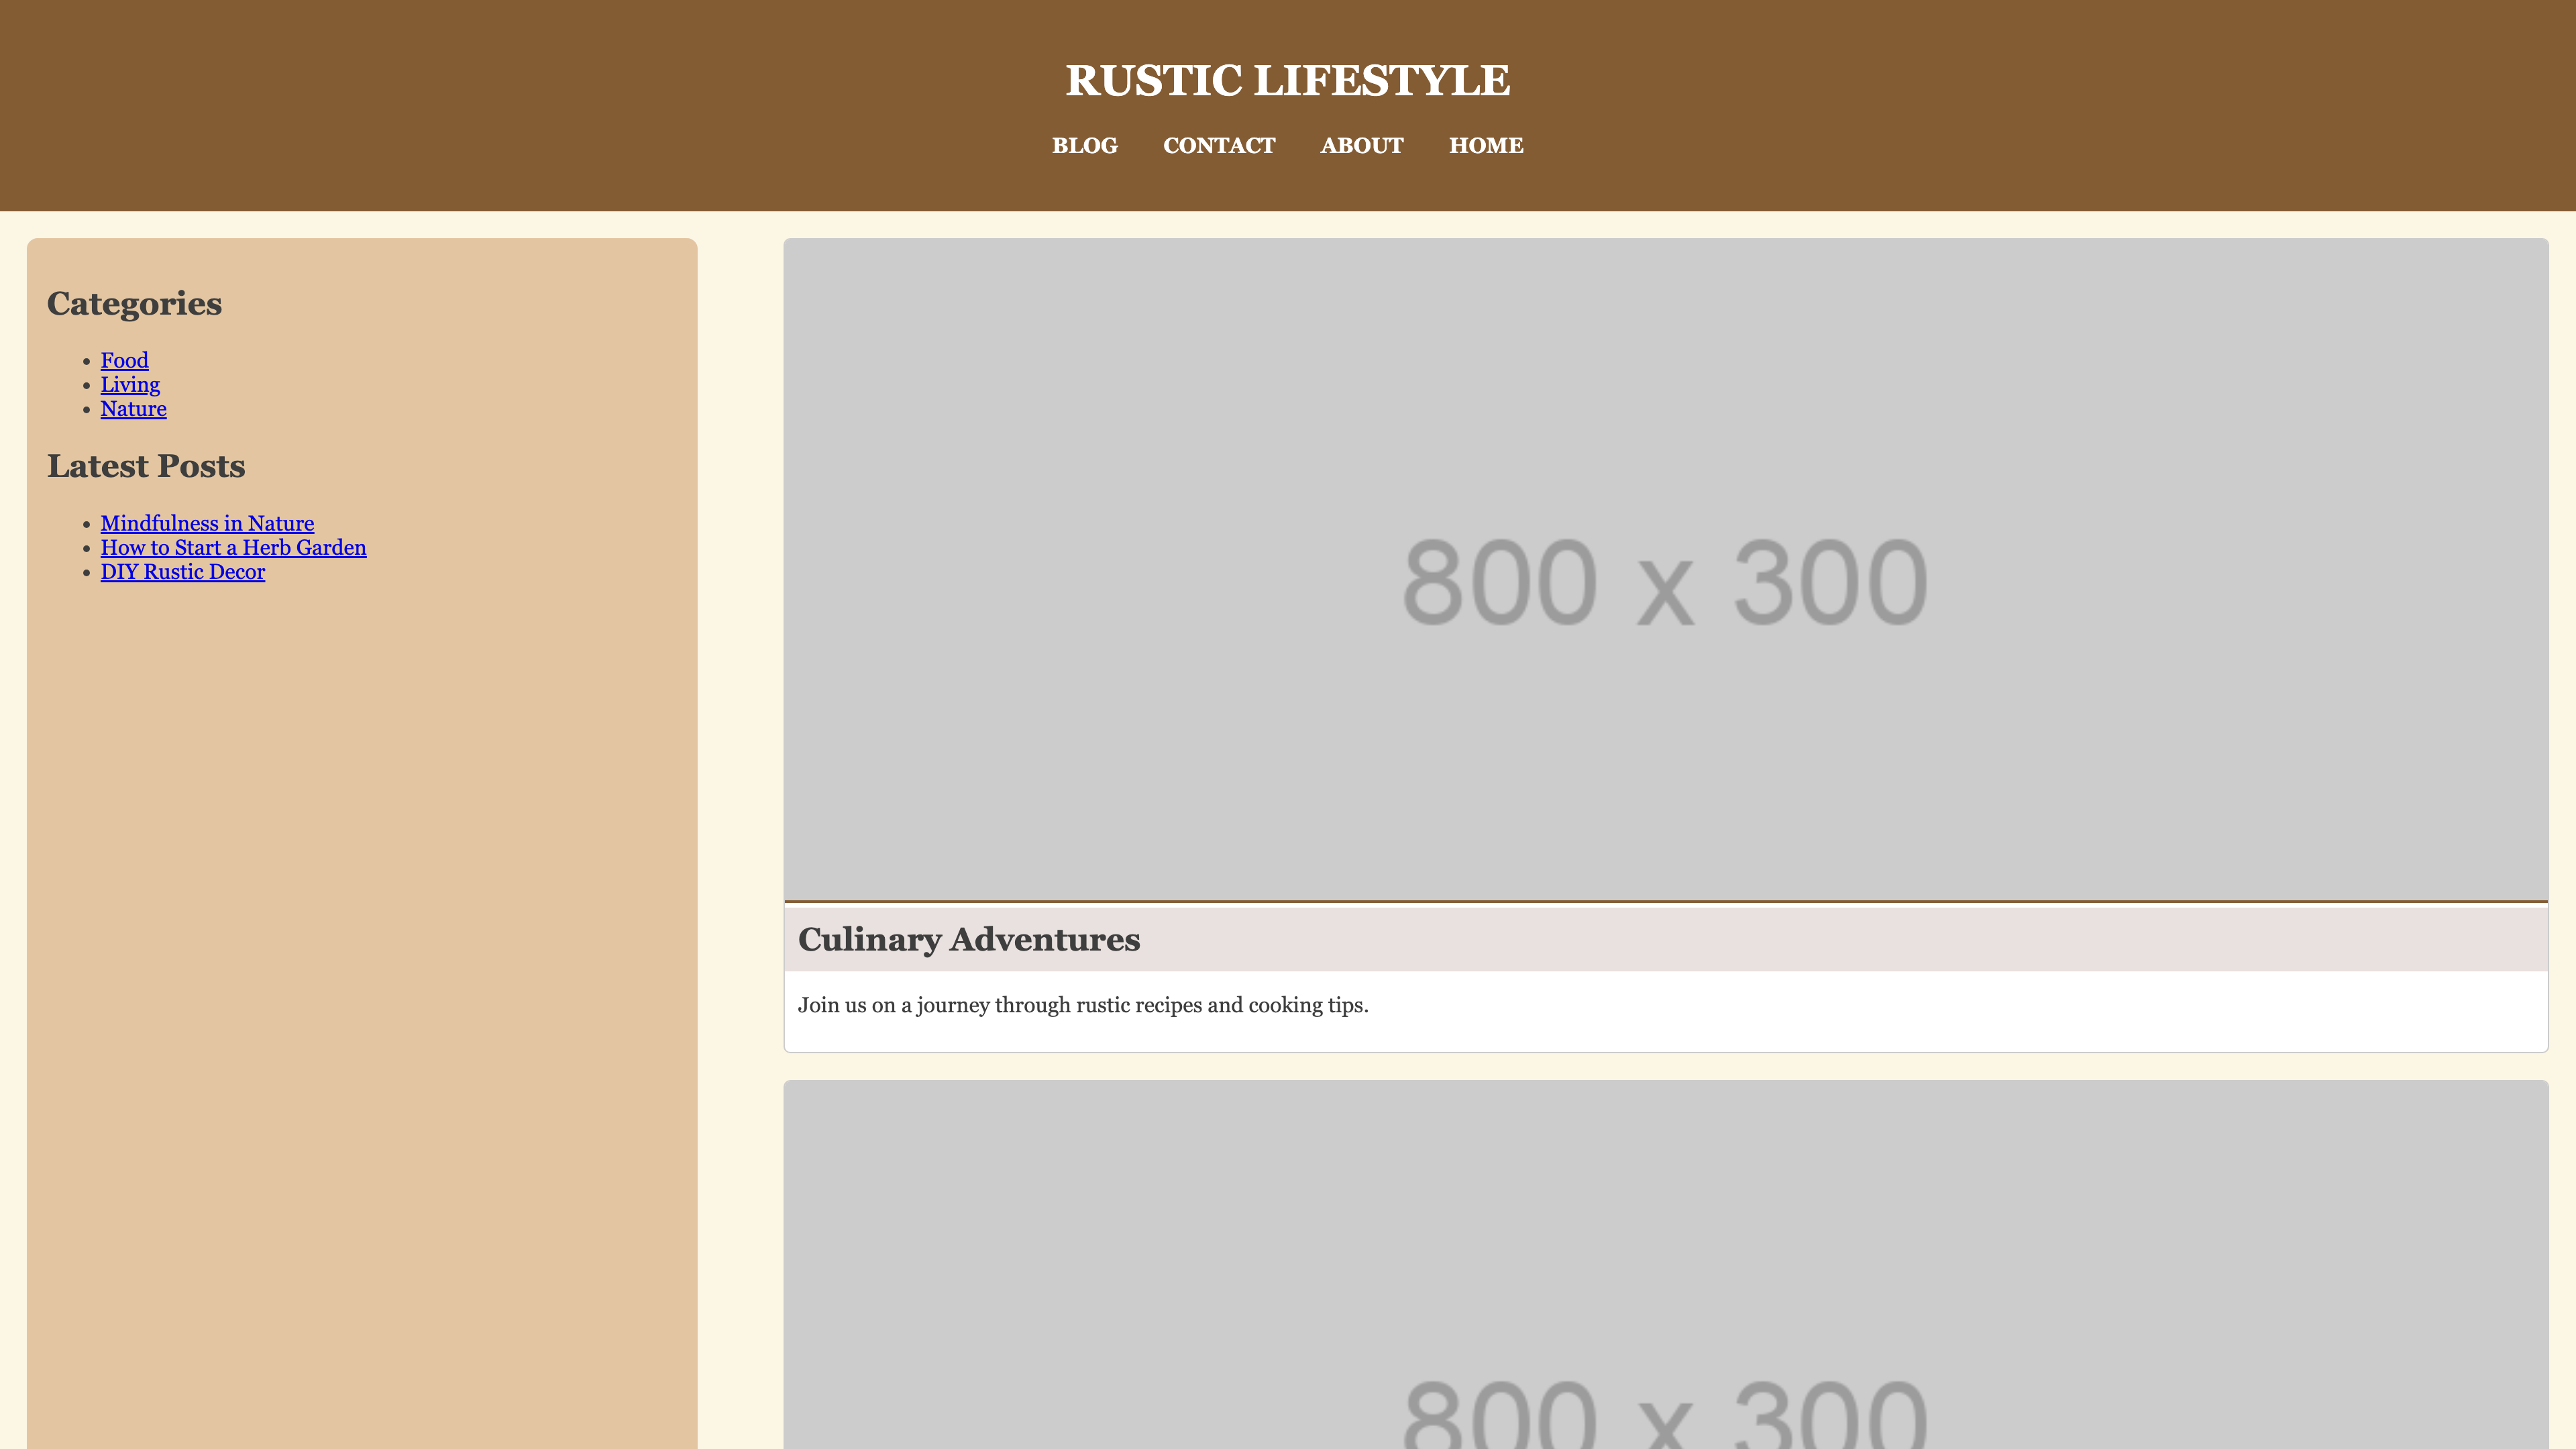 RUSTIC LIFESTYLE
BLOG CONTACT ABOUT HOME
Categories
Food
Living
Nature
Latest Posts
Mindfulness in Nature
How to Start a Herb Garden
DIY Rustic Decor
800 x 300
Culinary Adventures
Join us on a journey through rustic recipes and cooking tips.
800 x 300